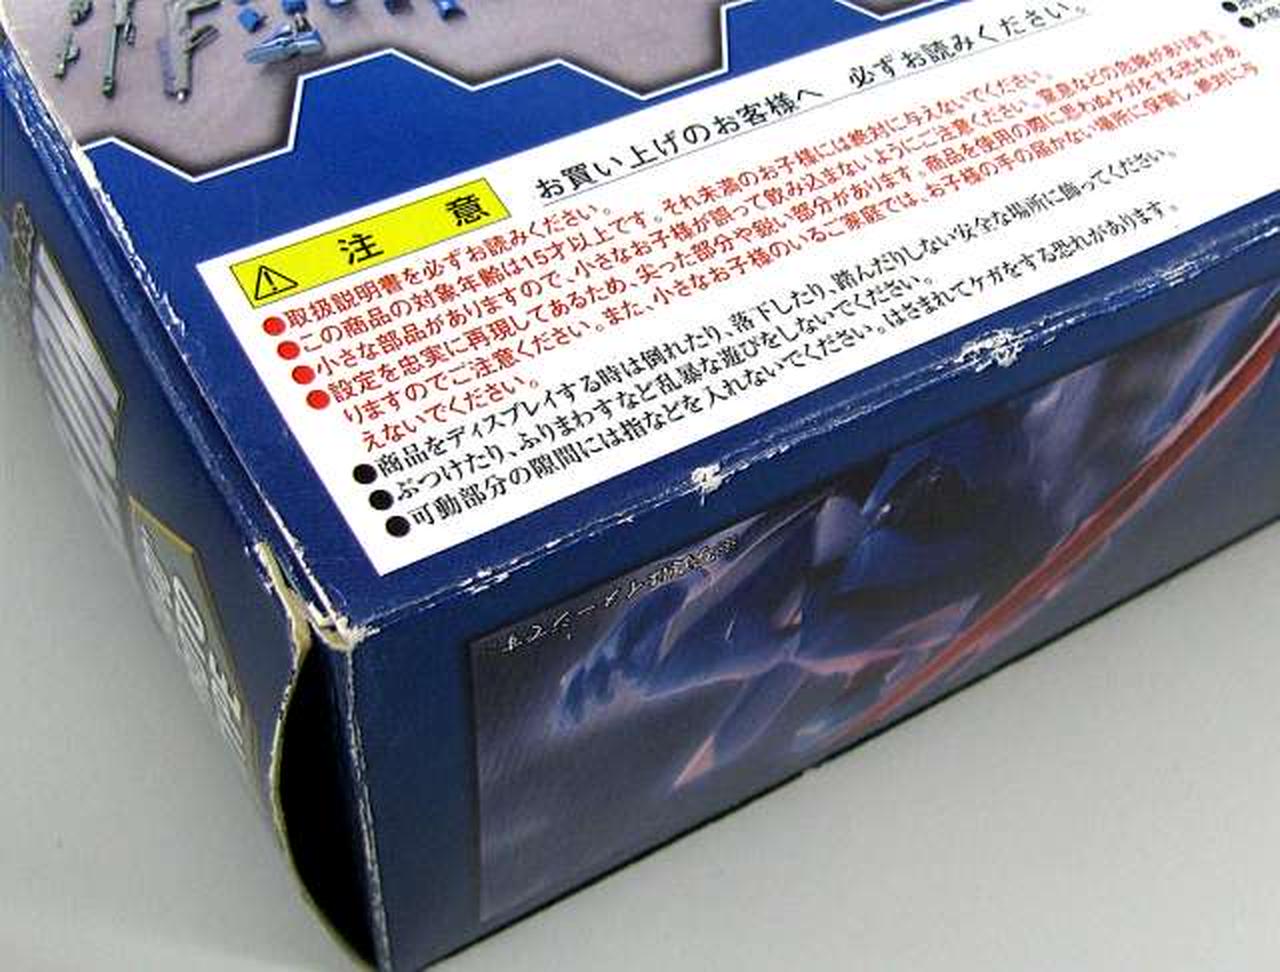 注 意
お買い上げのお客様へ 必ずお読みください。
●取扱説明書を必ずお読みください。
●この商品の対象年齢は15才以上です。それ未満のお子様には絶対に与えないでください。
●小さな部品がありますので、小さなお子様が誤って飲み込まないようにご注意ください。窒息などの危険があります。
●設定を忠実に再現してあるため、尖った部分や鋭い部分があります。商品を使用の際に思わぬケガをする恐れがあ
りますのでご注意ください。また、小さなお子様のいるご家庭では、お子様の手の届かない場所に保管し、絶対に与
えないでください。
●商品をディスプレイする時は倒れたり、落下したり、踏んだりしない安全な場所に飾ってください。
●ぶつけたり、ふりまわすなど乱暴な遊びをしないでください。
●可動部分の隙間には指などを入れないでください。はさまれてケガをする恐れがあります。